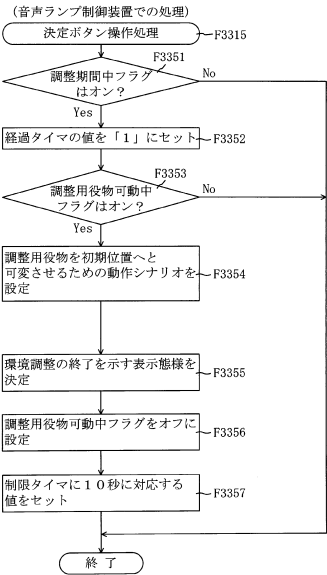 (音声ランプ制御装置での処理)
決定ボタン操作処理
F3315
F3351
調整期間中フラグ
はオン？
No
Yes
経過タイマの値を「１」にセット
F3352
F3353
調整用役物可動中
フラグはオン？
No
Yes
調整用役物を初期位置へと
可変させるための動作シナリオを
設定
F3354
環境調整の終了を示す表示態様を
決定
F3355
調整用役物可動中フラグをオフに
設定
F3356
制限タイマに１０秒に対応する
値をセット
F3357
終 了